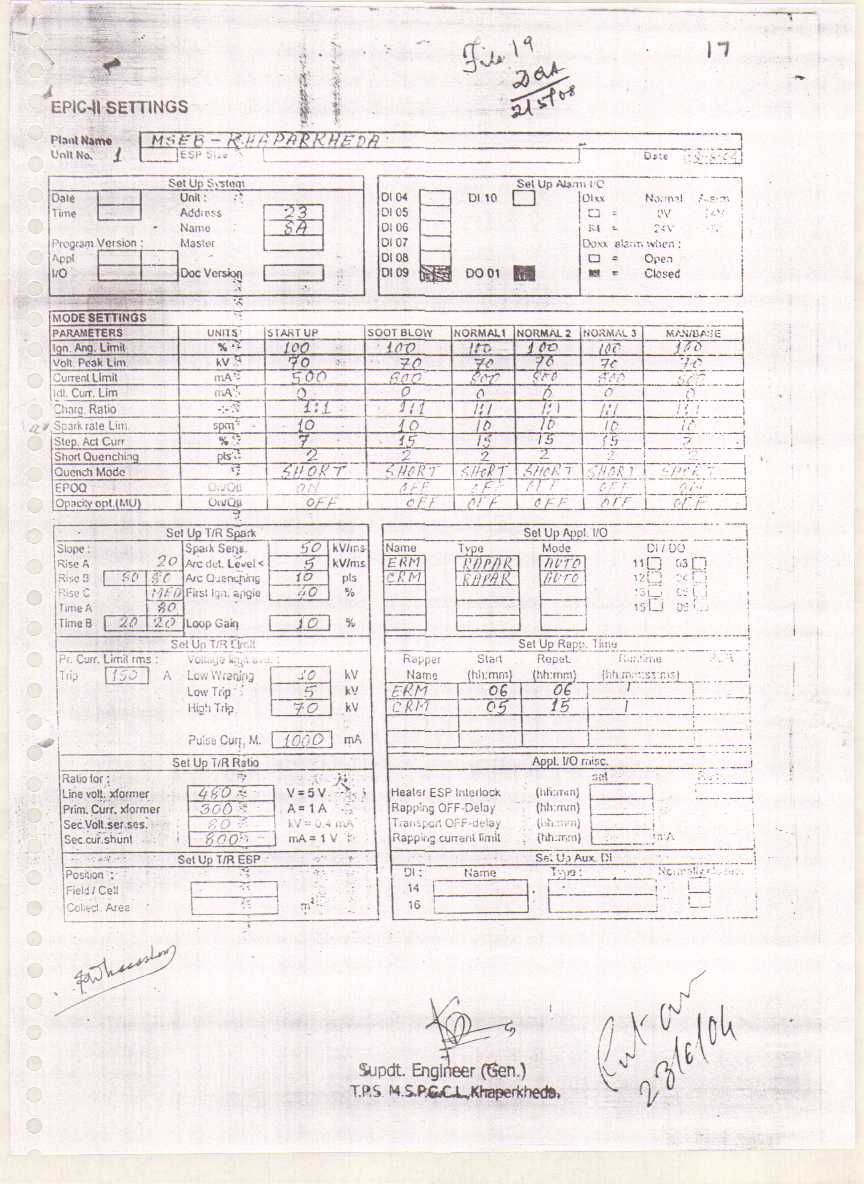 File 19
17
2/5/08
EPIC-II SETTINGS
Plant Name MSEB - KHAPARKHEDA
Unit No. 1 ESP Size Date
Set Up System
Date Unit :
Time Address 23
Name 8A
Program Version : Master
Appl.
I/O Doc Version
Set Up Alarm I/O
DI 04 DI 10 DIxx Normal Alarm
DI 05 = 0V 24V
DI 06 = 24V 0V
DI 07 Doxx alarm when :
DI 08 = Open
DI 09 DO 01 = Closed
MODE SETTINGS
PARAMETERS UNITS START UP SOOT BLOW NORMAL1 NORMAL 2 NORMAL 3 MAN/BASE
Ign. Ang. Limit % 100 100 100 100 100 100
Volt. Peak Lim. kV 70 70 70 70 70 70
Current Limit mA 500 800 800 800 800 800
Idl. Curr. Lim mA 0 0 0 0 0 0
Charg. Ratio -:- 1:1 1:1 1:1 1:1 1:1 1:1
Spark rate Lim. spm 10 10 10 10 10 10
Step. Act Curr. % 7 15 15 15 15
Short Quenching pls 2 2 2 2 2 2
Quench Mode SHORT SHORT SHORT SHORT SHORT SHORT
EPOQ On/Off ON OFF OFF OFF OFF ON
Opacity opt.(MU) On/Off OFF OFF OFF OFF OFF OFF
Set Up T/R Spark
Slope : Spark Sens. 50 kV/ms
Rise A 20 Arc det. Level < 5 kV/ms
Rise B 80 80 Arc Quenching 10 pls
Rise C MED First Ign. angle 40 %
Time A 80
Time B 20 20 Loop Gain 10 %
Set Up Appl. I/O
Name Type Mode DI / DO
ERM RAPAR AUTO 11 03
CRM RAPAR AUTO 12 04
13 05
15 06
Set Up T/R Limit
Pr. Curr. Limit rms : Voltage limit ave. :
Trip 150 A Low Wraning 10 kV
Low Trip 5 kV
High Trip 70 kV
Pulse Curr, M. 1000 mA
Set Up Rapp. Time
Rapper Start Repet. Runtime
Name (hh:mm) (hh:mm) (hh:mm:ss:ms)
ERM 06 06 1
CRM 05 15 1
Set Up T/R Ratio
Ratio for :
Line volt. xformer 480 V = 5 V
Prim. Curr. xformer 300 A = 1 A
Sec.Volt.ser.ses. 80 kV = 0.4 mA
Sec.cur.shunt 800 mA = 1 V
Appl. I/O misc.
set
Heater ESP Interlock (hh:mm)
Rapping OFF-Delay (hh:mm)
Transport OFF-delay (hh:mm)
Rapping current limit (hh:mm) mA
Set Up T/R ESP
Position :
Field / Cell
Collect. Area m²
Set Up Aux. DI
DI : Name Type : Normally closed.
14
16
Supdt. Engineer (Gen.)
T.P.S. M.S.P.G.C.L., Khaperkheda.
23/6/04